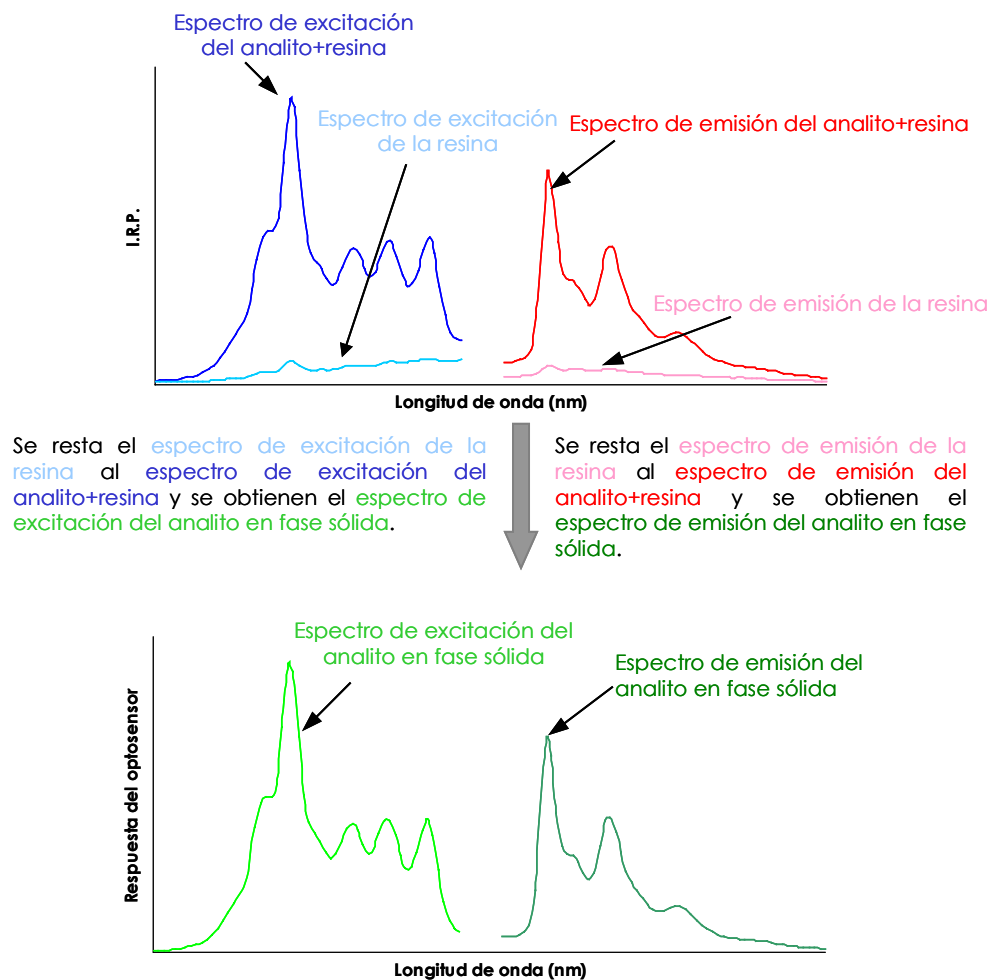 Espectro de excitación
del analito+resina
Espectro de excitación
de la resina
Espectro de emisión del analito+resina
I.R.P.
Espectro de emisión de la resina
Longitud de onda (nm)
Se resta el espectro de excitación de la
resina al espectro de excitación del
analito+resina y se obtienen el espectro de
excitación del analito en fase sólida.
Se resta el espectro de emisión de la
resina al espectro de emisión del
analito+resina y se obtienen el
espectro de emisión del analito en fase
sólida.
Espectro de excitación del
analito en fase sólida
Espectro de emisión del
analito en fase sólida
Respuesta del optosensor
Longitud de onda (nm)